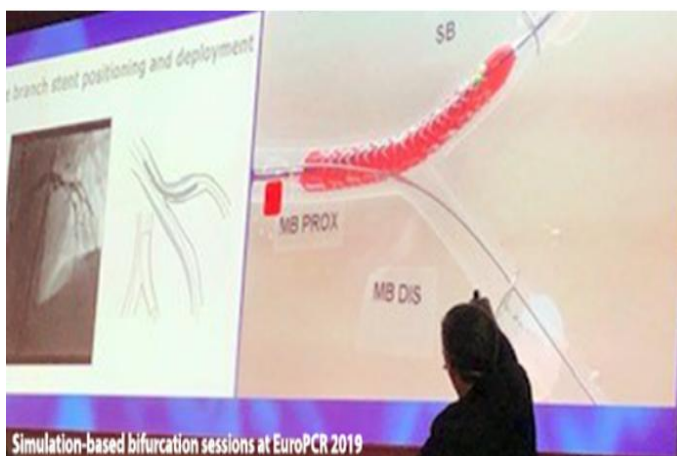 branch stent positioning and deployment
SB
MB PROX
MB DIS
Simulation-based bifurcation sessions at EuroPCR 2019